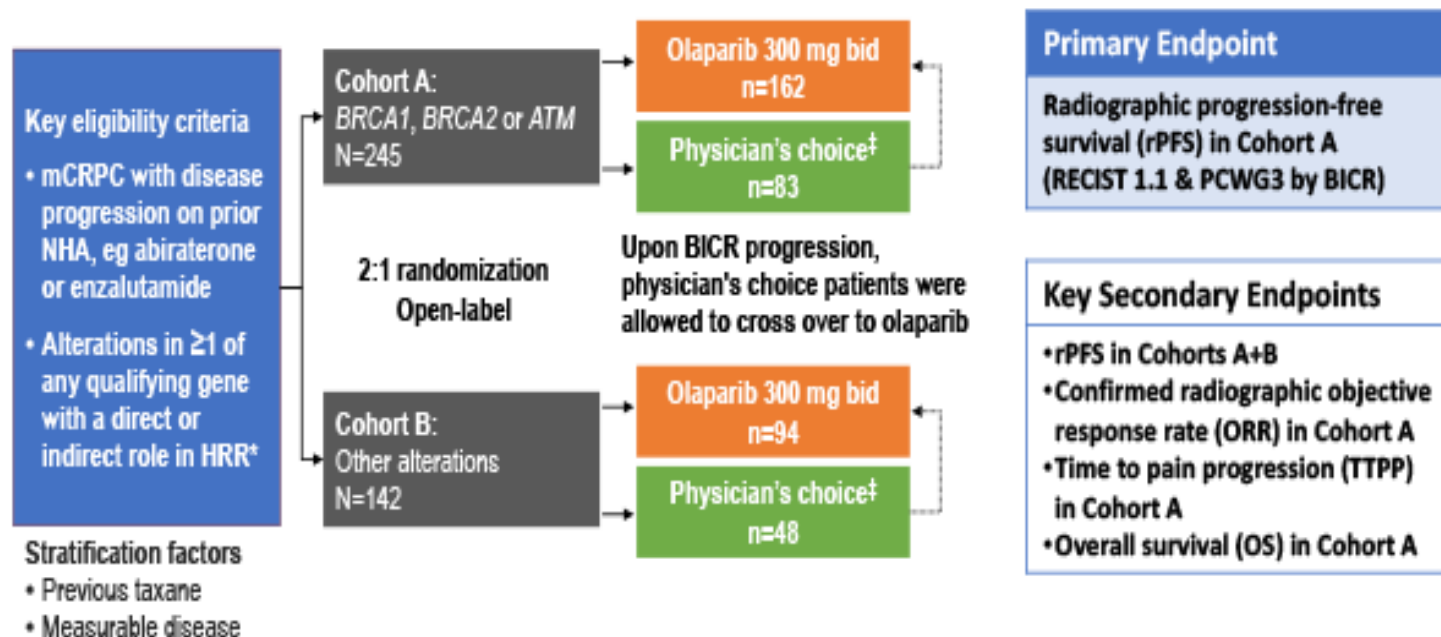 Key eligibility criteria
• mCRPC with disease
progression on prior
NHA, eg abiraterone
or enzalutamide
• Alterations in ≥1 of
any qualifying gene
with a direct or
indirect role in HRR*
Stratification factors
• Previous taxane
• Measurable disease
Cohort A:
BRCA1, BRCA2 or ATM
N=245
2:1 randomization
Open-label
Cohort B:
Other alterations
N=142
Olaparib 300 mg bid
n=162
Physician's choice‡
n=83
Upon BICR progression,
physician's choice patients were
allowed to cross over to olaparib
Olaparib 300 mg bid
n=94
Physician's choice‡
n=48
Primary Endpoint
Radiographic progression-free
survival (rPFS) in Cohort A
(RECIST 1.1 & PCWG3 by BICR)
Key Secondary Endpoints
•rPFS in Cohorts A+B
•Confirmed radiographic objective
response rate (ORR) in Cohort A
•Time to pain progression (TTPP)
in Cohort A
•Overall survival (OS) in Cohort A